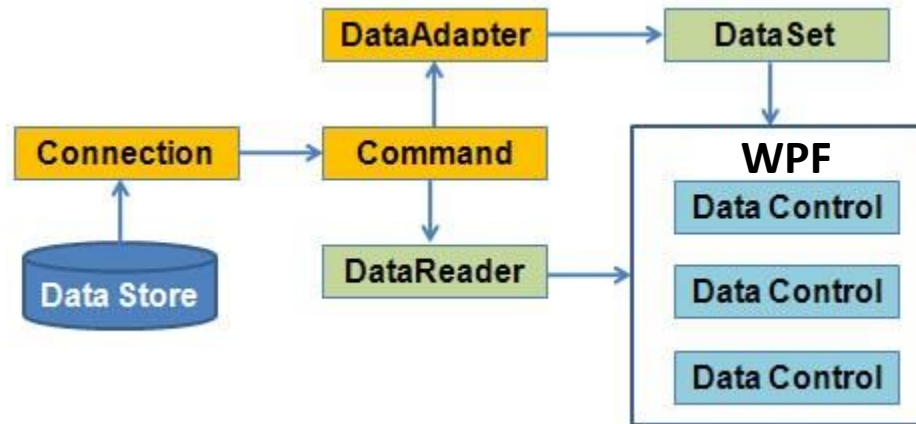 DataAdapter
DataSet
Connection
Command
WPF
Data Control
Data Store
DataReader
Data Control
Data Control